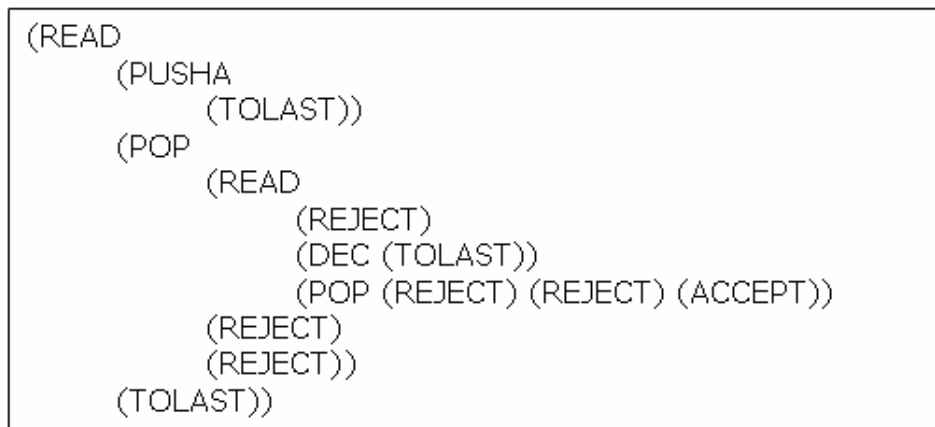 (READ
(PUSHA
(TOLAST))
(POP
(READ
(REJECT)
(DEC (TOLAST))
(POP (REJECT) (REJECT) (ACCEPT))
(REJECT)
(REJECT))
(TOLAST))